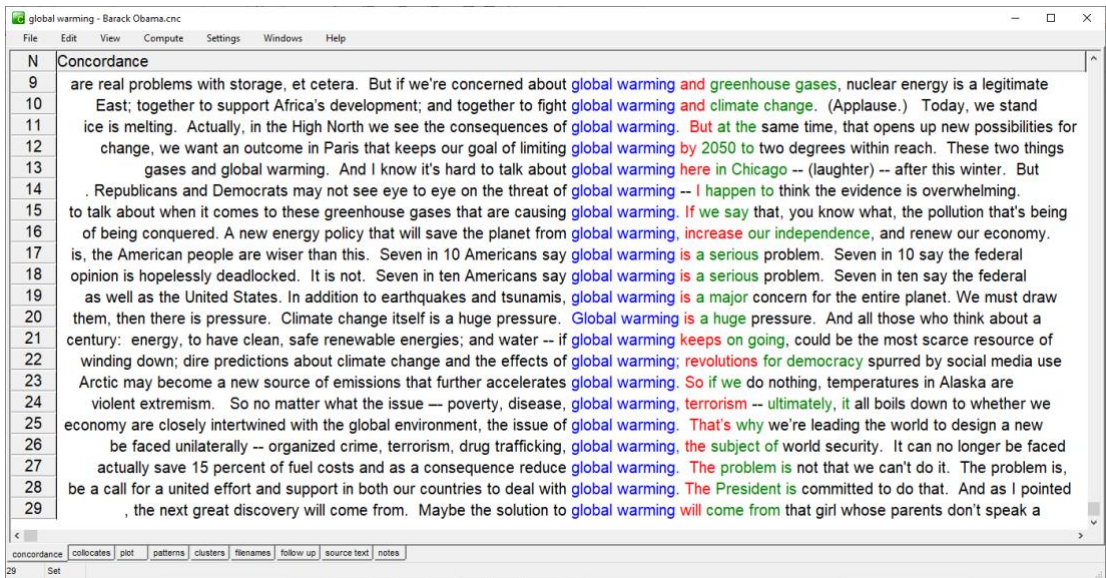 global warming - Barack Obama.cnc
File Edit View Compute Settings Windows Help
N Concordance
9 are real problems with storage, et cetera. But if we're concerned about global warming and greenhouse gases, nuclear energy is a legitimate
10 East; together to support Africa's development; and together to fight global warming and climate change. (Applause.) Today, we stand
11 ice is melting. Actually, in the High North we see the consequences of global warming. But at the same time, that opens up new possibilities for
12 change, we want an outcome in Paris that keeps our goal of limiting global warming by 2050 to two degrees within reach. These two things
13 gases and global warming. And I know it's hard to talk about global warming here in Chicago -- (laughter) -- after this winter. But
14 . Republicans and Democrats may not see eye to eye on the threat of global warming -- I happen to think the evidence is overwhelming.
15 to talk about when it comes to these greenhouse gases that are causing global warming. If we say that, you know what, the pollution that's being
16 of being conquered. A new energy policy that will save the planet from global warming, increase our independence, and renew our economy.
17 is, the American people are wiser than this. Seven in 10 Americans say global warming is a serious problem. Seven in 10 say the federal
18 opinion is hopelessly deadlocked. It is not. Seven in ten Americans say global warming is a serious problem. Seven in ten say the federal
19 as well as the United States. In addition to earthquakes and tsunamis, global warming is a major concern for the entire planet. We must draw
20 them, then there is pressure. Climate change itself is a huge pressure. Global warming is a huge pressure. And all those who think about a
21 century: energy, to have clean, safe renewable energies; and water -- if global warming keeps on going, could be the most scarce resource of
22 winding down; dire predictions about climate change and the effects of global warming; revolutions for democracy spurred by social media use
23 Arctic may become a new source of emissions that further accelerates global warming. So if we do nothing, temperatures in Alaska are
24 violent extremism. So no matter what the issue –- poverty, disease, global warming, terrorism -- ultimately, it all boils down to whether we
25 economy are closely intertwined with the global environment, the issue of global warming. That's why we're leading the world to design a new
26 be faced unilaterally -- organized crime, terrorism, drug trafficking, global warming, the subject of world security. It can no longer be faced
27 actually save 15 percent of fuel costs and as a consequence reduce global warming. The problem is not that we can't do it. The problem is,
28 be a call for a united effort and support in both our countries to deal with global warming. The President is committed to do that. And as I pointed
29 , the next great discovery will come from. Maybe the solution to global warming will come from that girl whose parents don't speak a
concordance collocates plot patterns clusters filenames follow up source text notes
29 Set